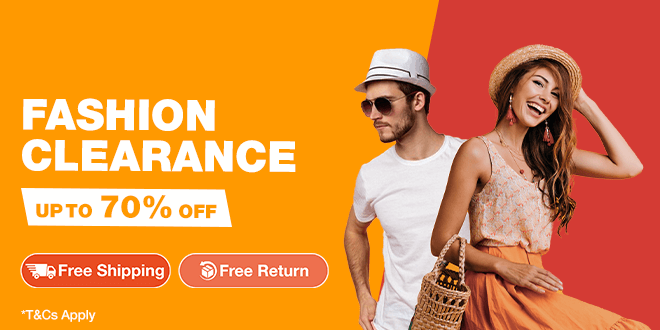 FASHION
CLEARANCE
UP TO 70% OFF
Free Shipping
Free Return
*T&Cs Apply